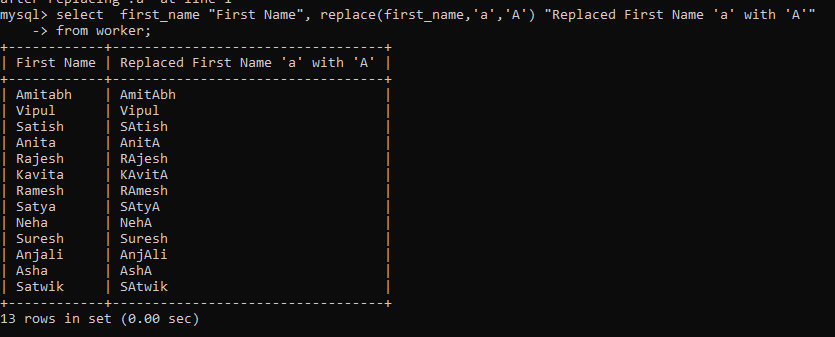 mysql> select  first_name "First Name", replace(first_name,'a','A') "Replaced First Name 'a' with 'A'"
    -> from worker;
+------------+----------------------------------+
| First Name | Replaced First Name 'a' with 'A' |
+------------+----------------------------------+
| Amitabh    | AmitAbh                          |
| Vipul      | Vipul                            |
| Satish     | SAtish                           |
| Anita      | AnitA                            |
| Rajesh     | RAjesh                           |
| Kavita     | KAvitA                           |
| Ramesh     | RAmesh                           |
| Satya      | SAtyA                            |
| Neha       | NehA                             |
| Suresh     | Suresh                           |
| Anjali     | AnjAli                           |
| Asha       | AshA                             |
| Satwik     | SAtwik                           |
+------------+----------------------------------+
13 rows in set (0.00 sec)